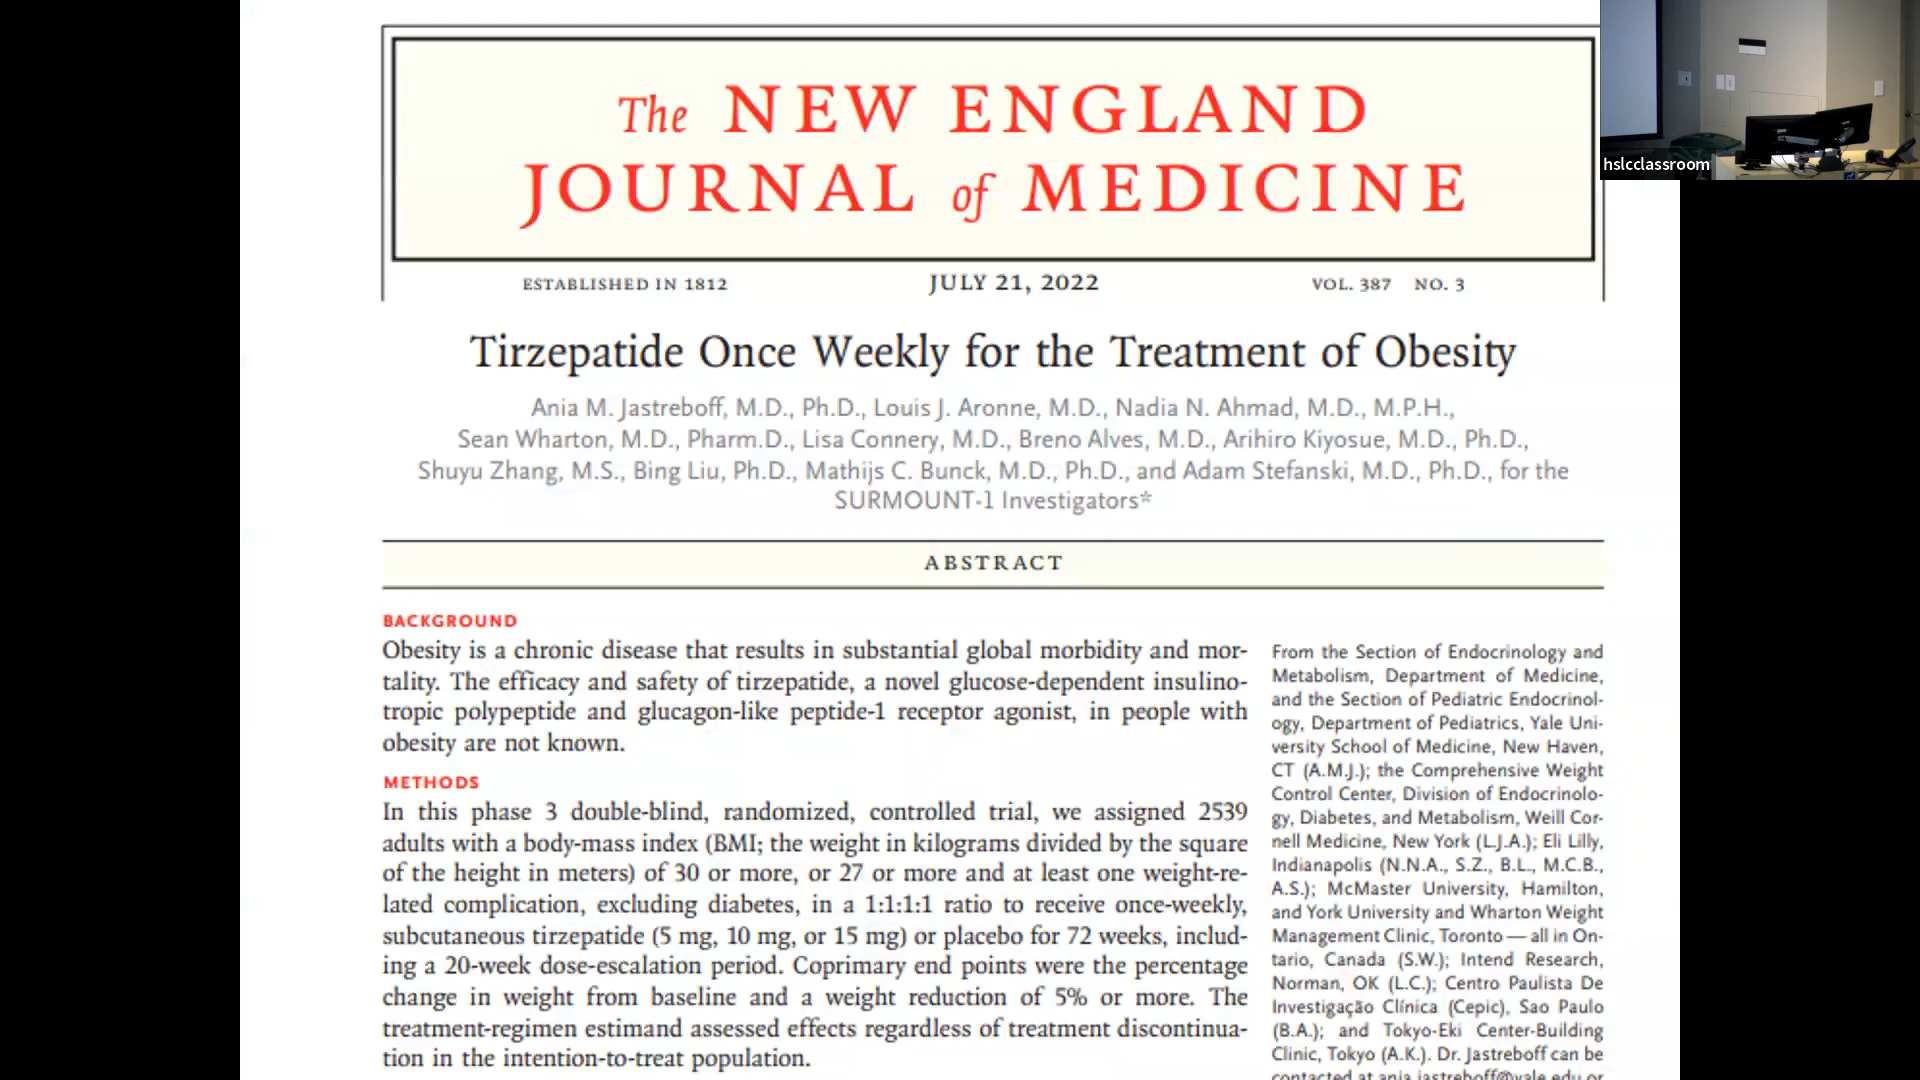 The NEW ENGLAND
JOURNAL of MEDICINE
ESTABLISHED IN 1812
JULY 21, 2022
VOL. 387 NO. 3
hslcclassroom
Tirzepatide Once Weekly for the Treatment of Obesity
Ania M. Jastreboff, M.D., Ph.D., Louis J. Aronne, M.D., Nadia N. Ahmad, M.D., M.P.H.,
Sean Wharton, M.D., Pharm.D., Lisa Connery, M.D., Breno Alves, M.D., Arihiro Kiyosue, M.D., Ph.D.,
Shuyu Zhang, M.S., Bing Liu, Ph.D., Mathijs C. Bunck, M.D., Ph.D., and Adam Stefanski, M.D., Ph.D., for the
SURMOUNT-1 Investigators*
ABSTRACT
BACKGROUND
Obesity is a chronic disease that results in substantial global morbidity and mor-
tality. The efficacy and safety of tirzepatide, a novel glucose-dependent insulino-
tropic polypeptide and glucagon-like peptide-1 receptor agonist, in people with
obesity are not known.
METHODS
In this phase 3 double-blind, randomized, controlled trial, we assigned 2539
adults with a body-mass index (BMI; the weight in kilograms divided by the square
of the height in meters) of 30 or more, or 27 or more and at least one weight-re-
lated complication, excluding diabetes, in a 1:1:1:1 ratio to receive once-weekly,
subcutaneous tirzepatide (5 mg, 10 mg, or 15 mg) or placebo for 72 weeks, includ-
ing a 20-week dose-escalation period. Coprimary end points were the percentage
change in weight from baseline and a weight reduction of 5% or more. The
treatment-regimen estimand assessed effects regardless of treatment discontinua-
tion in the intention-to-treat population.
From the Section of Endocrinology and
Metabolism, Department of Medicine,
and the Section of Pediatric Endocrinol-
ogy, Department of Pediatrics, Yale Uni-
versity School of Medicine, New Haven,
CT (A.M.J.); the Comprehensive Weight
Control Center, Division of Endocrinolo-
gy, Diabetes, and Metabolism, Weill Cor-
nell Medicine, New York (L.J.A.); Eli Lilly,
Indianapolis (N.N.A., S.Z., B.L., M.C.B.,
A.S.); McMaster University, Hamilton,
and York University and Wharton Weight
Management Clinic, Toronto — all in On-
tario, Canada (S.W.); Intend Research,
Norman, OK (L.C.); Centro Paulista De
Investigação Clínica (Cepic), Sao Paulo
(B.A.); and Tokyo-Eki Center-Building
Clinic, Tokyo (A.K.). Dr. Jastreboff can be
contacted at ania.jastreboff@yale.edu or